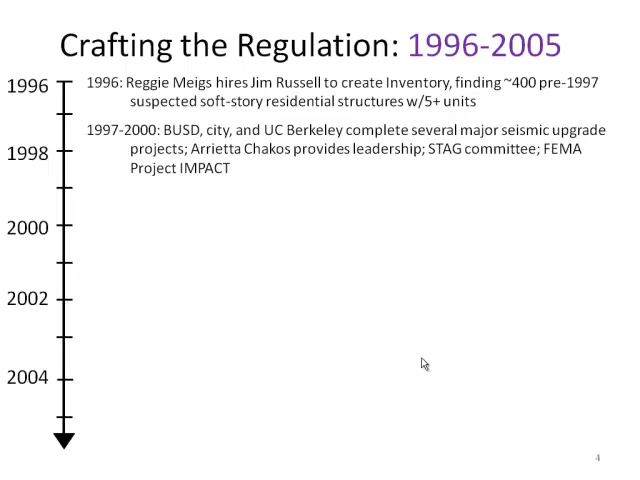 Crafting the Regulation: 1996-2005
1996
1996: Reggie Meigs hires Jim Russell to create Inventory, finding ~400 pre-1997
suspected soft-story residential structures w/5+ units
1997-2000: BUSD, city, and UC Berkeley complete several major seismic upgrade
projects; Arrietta Chakos provides leadership; STAG committee; FEMA
Project IMPACT
1998
2000
2002
2004
4